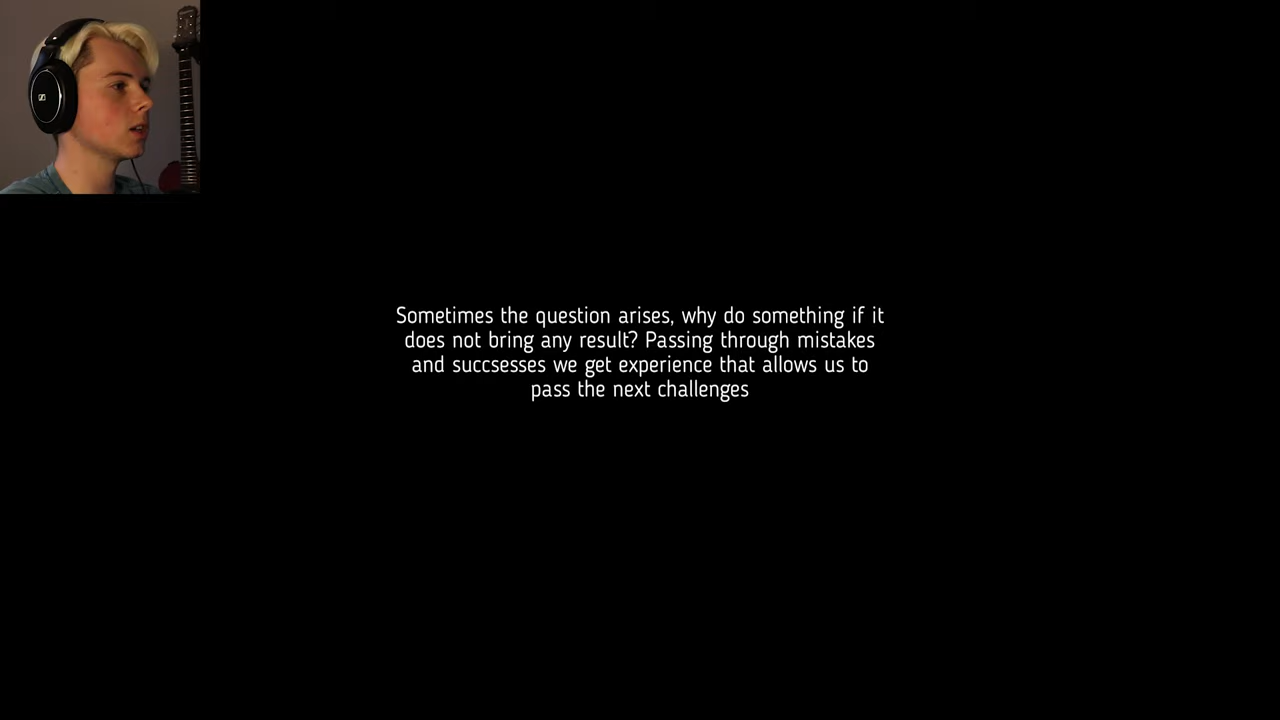 Sometimes the question arises, why do something if it
does not bring any result? Passing through mistakes
and succsesses we get experience that allows us to
pass the next challenges